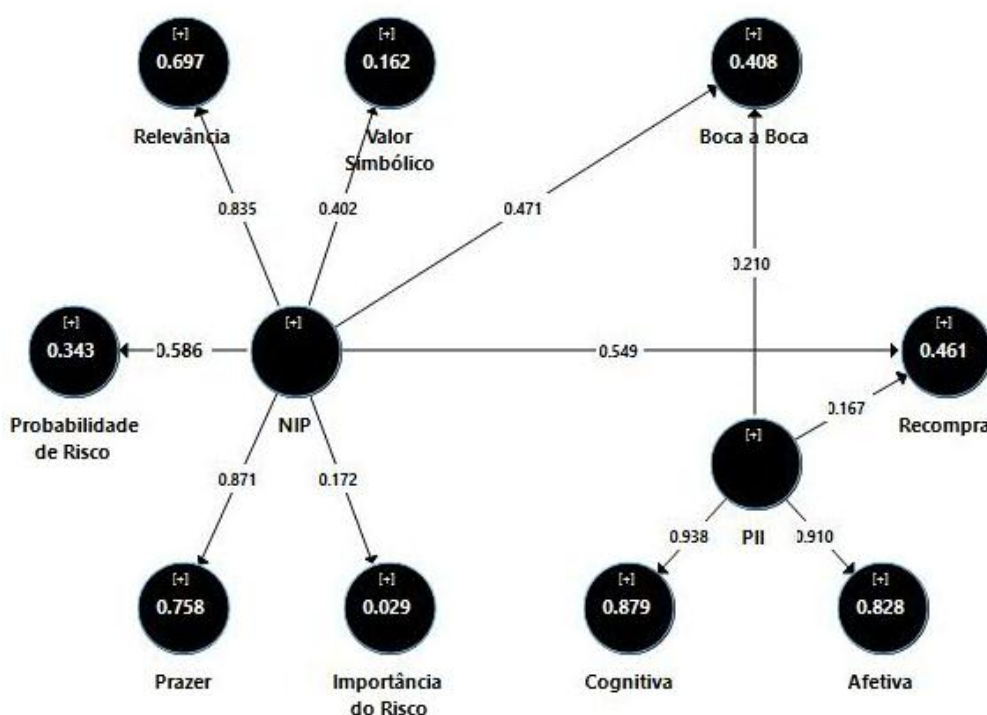 [+]
0.697
Relevância
[+]
0.162
Valor
Simbólico
[+]
0.408
Boca a Boca
0.835
0.402
0.471
0.210
[+]
0.343
Probabilidade
de Risco
0.586
[+]
NIP
0.549
[+]
0.461
Recompra
0.167
[+]
PII
0.871
0.172
0.938
0.910
[+]
0.758
Prazer
[+]
0.029
Importância
do Risco
[+]
0.879
Cognitiva
[+]
0.828
Afetiva